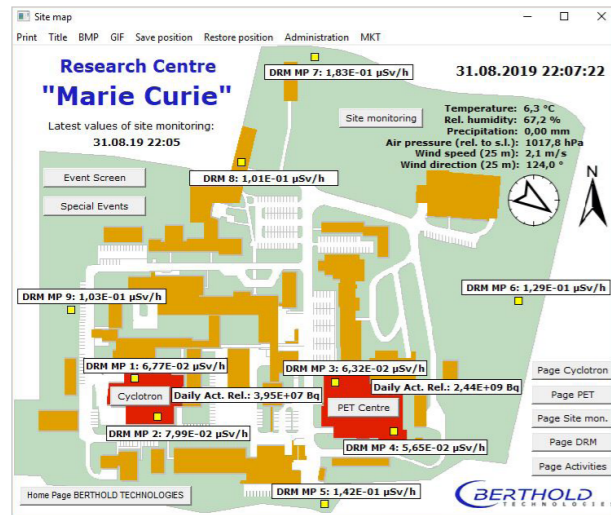 Site map
Print Title BMP GIF Save position Restore position Administration MKT
Research Centre
"Marie Curie"
Latest values of site monitoring:
31.08.19 22:05
DRM MP 7: 1,83E-01 µSv/h
31.08.2019 22:07:22
Site monitoring
Temperature: 6,3 °C
Rel. humidity: 67,2 %
Precipitation: 0,00 mm
Air pressure (rel. to s.l.): 1017,8 hPa
Wind speed (25 m): 2,1 m/s
Wind direction (25 m): 124,0 °
N
Event Screen
Special Events
DRM 8: 1,01E-01 µSv/h
DRM MP 9: 1,03E-01 µSv/h
DRM MP 6: 1,29E-01 µSv/h
DRM MP 1: 6,77E-02 µSv/h
Cyclotron
Daily Act. Rel.: 3,95E+07 Bq
DRM MP 2: 7,99E-02 µSv/h
DRM MP 3: 6,32E-02 µSv/h
Daily Act. Rel.: 2,44E+09 Bq
PET Centre
DRM MP 4: 5,65E-02 µSv/h
DRM MP 5: 1,42E-01 µSv/h
Page Cyclotron
Page PET
Page Site mon.
Page DRM
Page Activities
Home Page BERTHOLD TECHNOLOGIES
BERTHOLD
TECHNOLOGIES